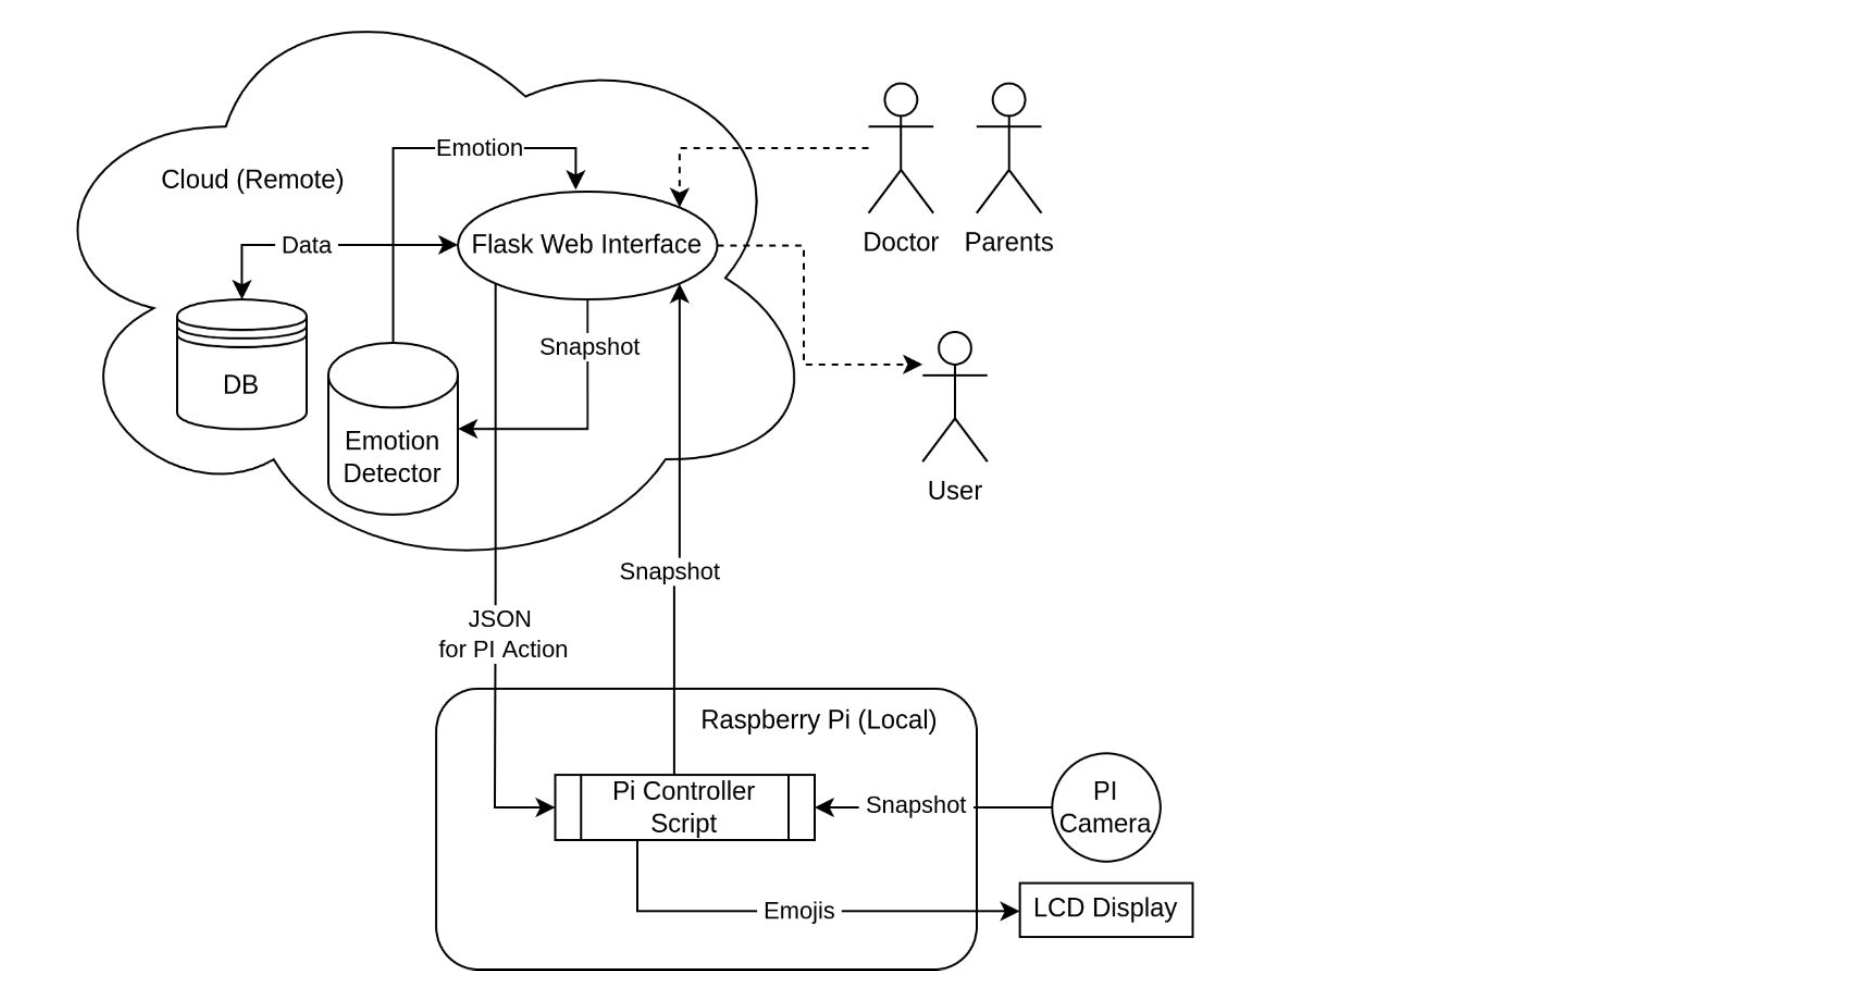 Emotion
Cloud (Remote)
Data
Flask Web Interface
Doctor
Parents
Snapshot
DB
Emotion
Detector
User
Snapshot
JSON
for PI Action
Raspberry Pi (Local)
Pi Controller
Script
Snapshot
PI
Camera
Emojis
LCD Display